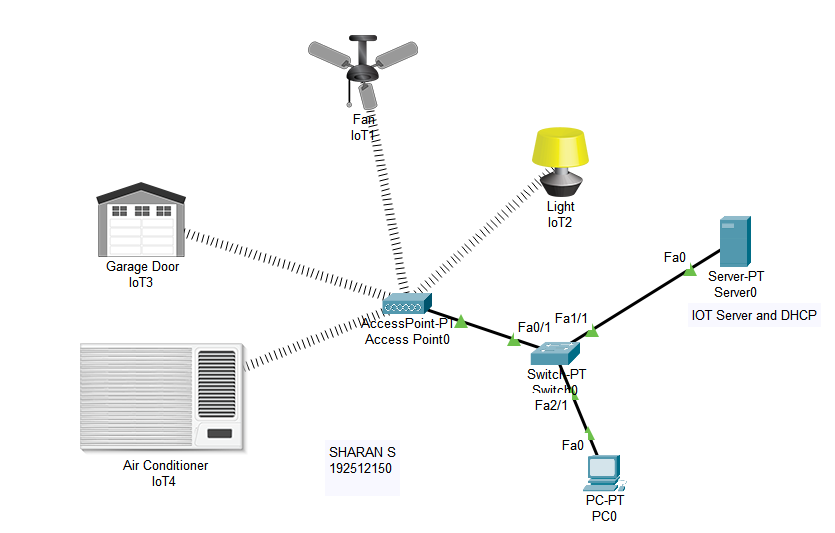 Fan
IoT1
Light
IoT2
Garage Door
IoT3
Fa0
Server-PT
Server0
IOT Server and DHCP
AccessPoint-PT
Access Point0
Fa0/1
Fa1/1
Switch-PT
Switch0
Fa2/1
Fa0
PC-PT
PC0
Air Conditioner
IoT4
SHARAN S
192512150